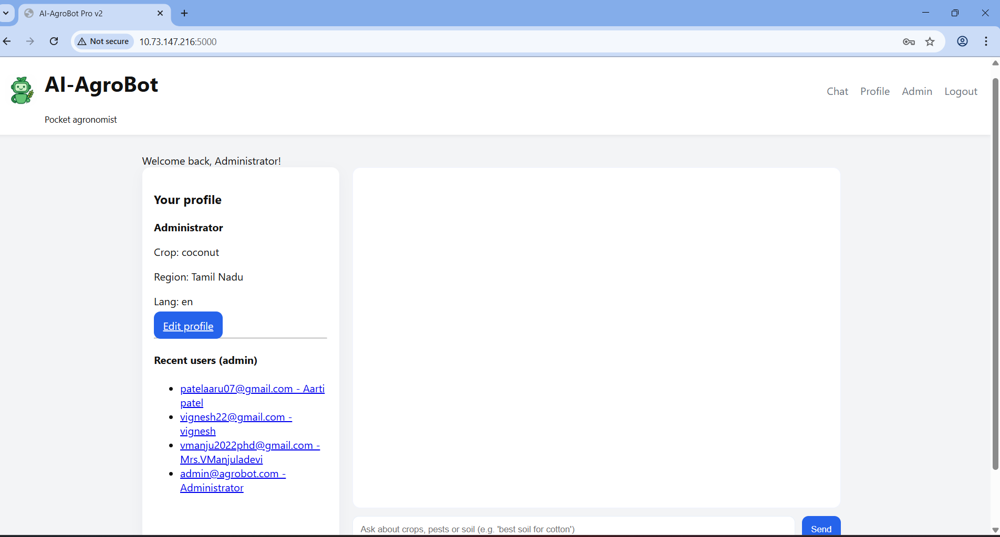 AI-AgroBot Pro v2
Not secure
10.73.147.216:5000
AI-AgroBot
Pocket agronomist
Chat Profile Admin Logout
Welcome back, Administrator!
Your profile
Administrator
Crop: coconut
Region: Tamil Nadu
Lang: en
Edit profile
Recent users (admin)
patelaaru07@gmail.com - Aarti
patel
vignesh22@gmail.com -
vignesh
vmanju2022phd@gmail.com -
Mrs.VManjuladevi
admin@agrobot.com -
Administrator
Ask about crops, pests or soil (e.g. 'best soil for cotton')
Send